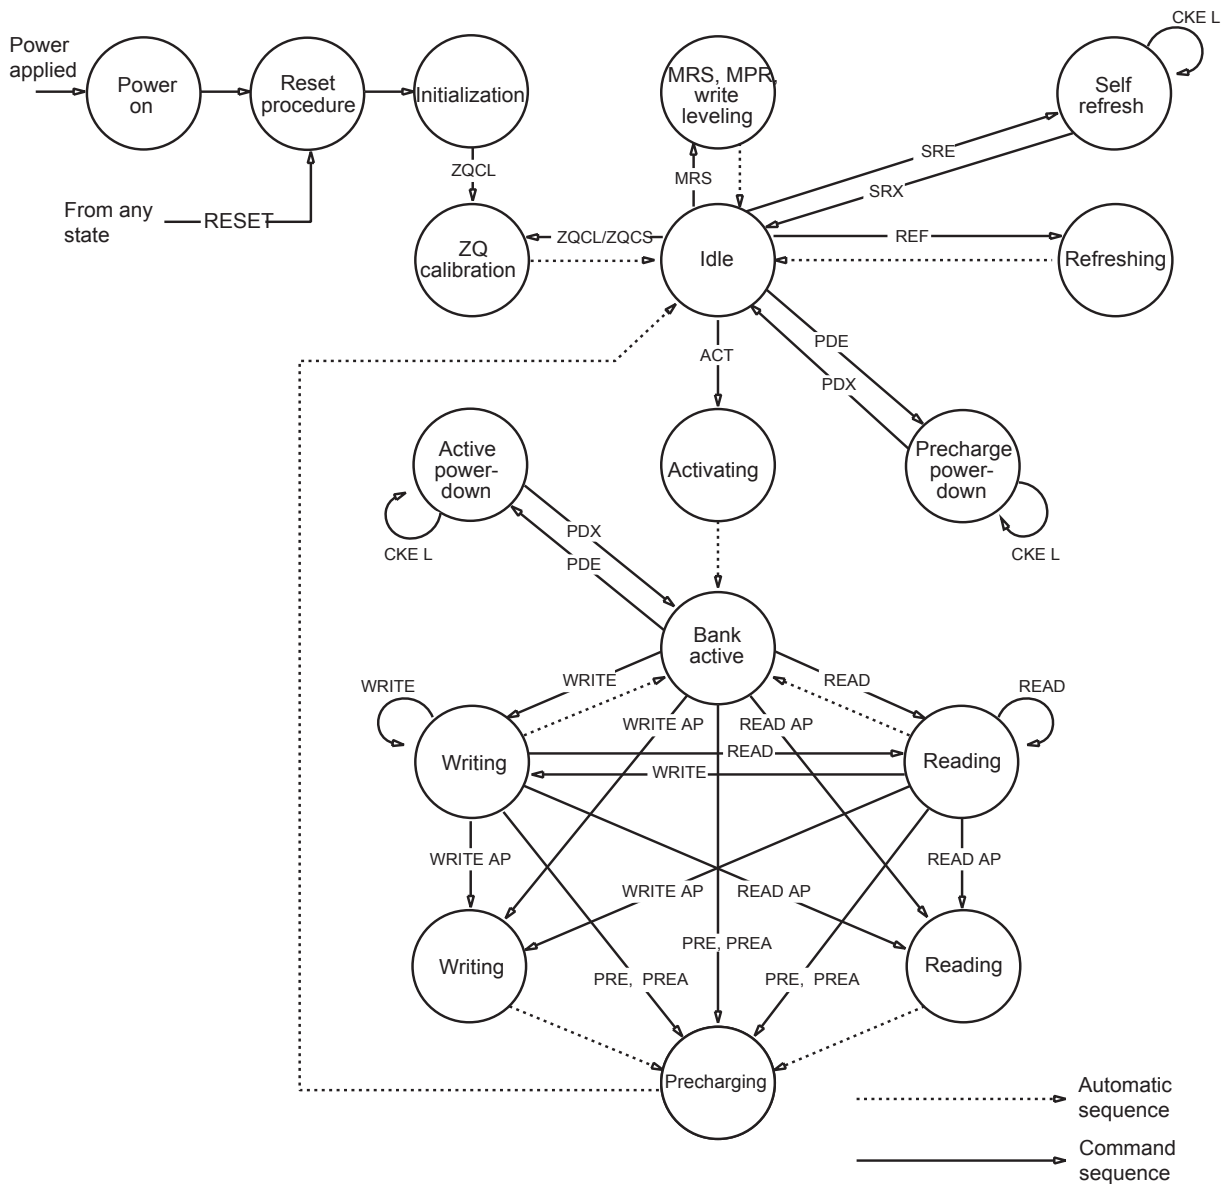 CKE L
Power
applied
Power
on
Reset
procedure
Initialization
MRS, MPR,
write
leveling
Self
refresh
SRE
ZQCL
MRS
SRX
From any
state
RESET
ZQCL/ZQCS
REF
ZQ
calibration
Idle
Refreshing
PDE
ACT
PDX
Active
power-
down
Activating
Precharge
power-
down
PDX
CKE L
PDE
CKE L
Bank
active
WRITE
WRITE
READ
READ
WRITE AP
READ AP
Writing
READ
WRITE
Reading
WRITE AP
READ AP
WRITE AP
READ AP
PRE, PREA
Writing
Reading
PRE, PREA
PRE, PREA
Precharging
Automatic
sequence
Command
sequence